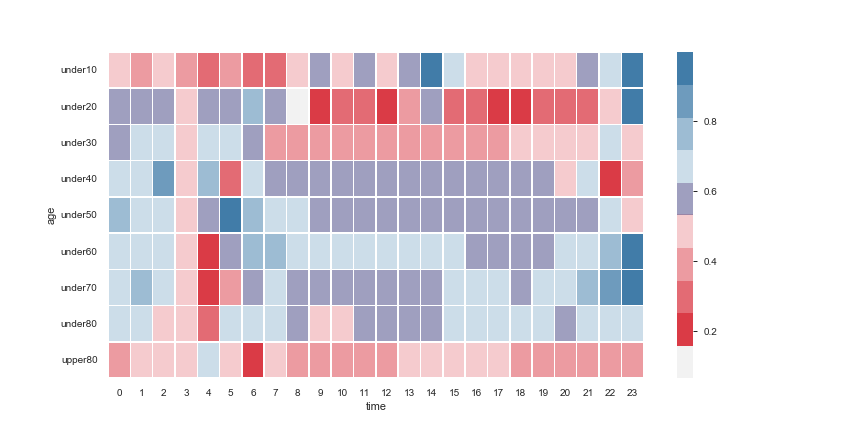 under10
under20
under30
under40
under50
under60
under70
under80
upper80
age
0 1 2 3 4 5 6 7 8 9 10 11 12 13 14 15 16 17 18 19 20 21 22 23
time
0.8
0.6
0.4
0.2